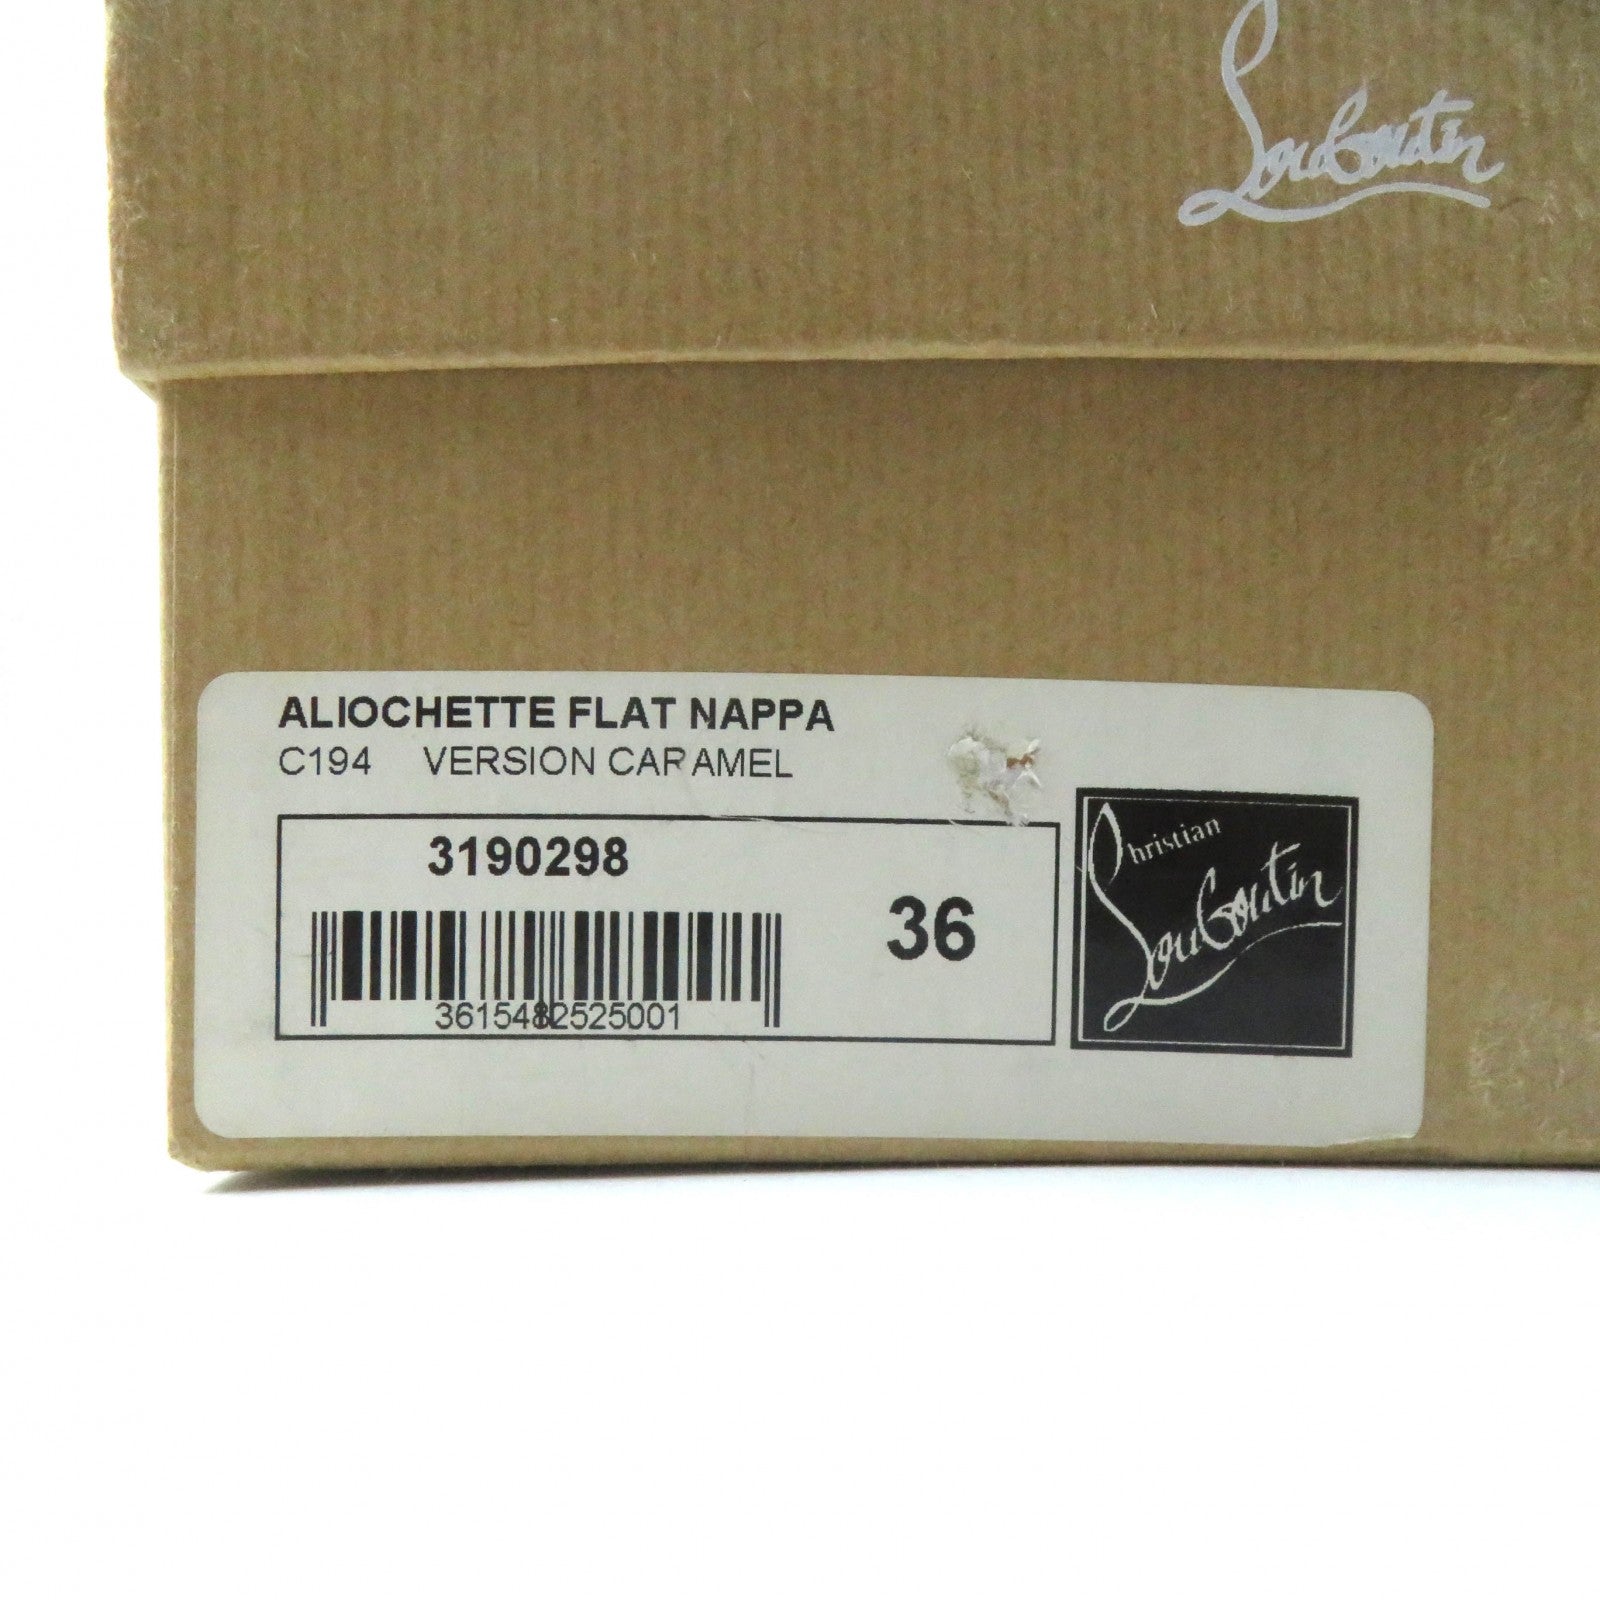 Louboutin
ALIOCHETTE FLAT NAPPA
C194 VERSION CARAMEL
3190298
36
3615482525001
Christian
Louboutin